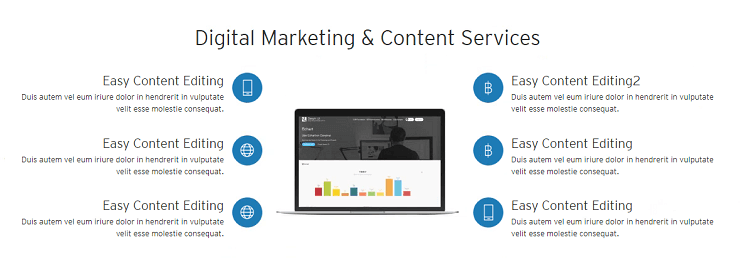 Digital Marketing & Content Services
Easy Content Editing
Duis autem vel eum iriure dolor in hendrerit in vulputate
velit esse molestie consequat.
Easy Content Editing
Duis autem vel eum iriure dolor in hendrerit in vulputate
velit esse molestie consequat.
Easy Content Editing
Duis autem vel eum iriure dolor in hendrerit in vulputate
velit esse molestie consequat.
Easy Content Editing2
Duis autem vel eum iriure dolor in hendrerit in vulputate
velit esse molestie consequat.
Easy Content Editing
Duis autem vel eum iriure dolor in hendrerit in vulputate
velit esse molestie consequat.
Easy Content Editing
Duis autem vel eum iriure dolor in hendrerit in vulputate
velit esse molestie consequat.